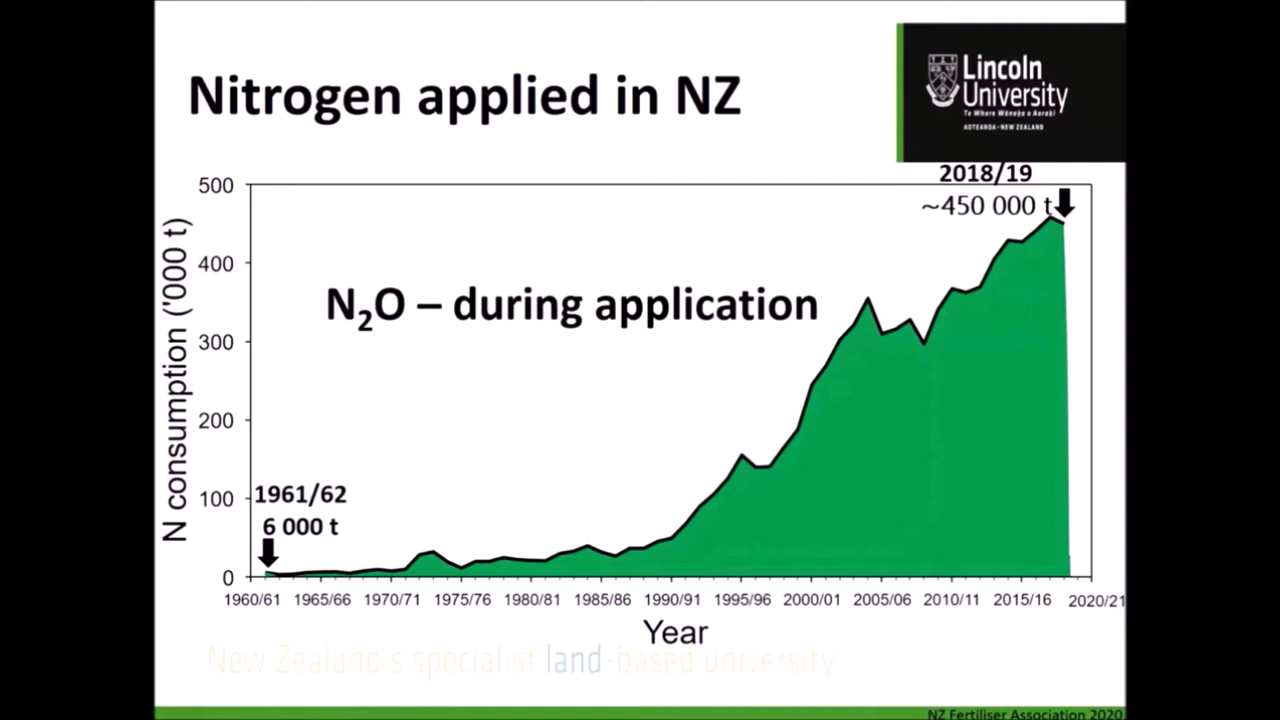 Nitrogen applied in NZ
Lincoln
University
Te Whare Wānaka o Aoraki
AOTEAROA • NEW ZEALAND
2018/19
~450 000 t
N consumption ('000 t)
500
400
300
200
100
0
N₂O – during application
1961/62
6 000 t
1960/61 1965/66 1970/71 1975/76 1980/81 1985/86 1990/91 1995/96 2000/01 2005/06 2010/11 2015/16 2020/21
Year
New Zealand's specialist land-based university
NZ Fertiliser Association 2020